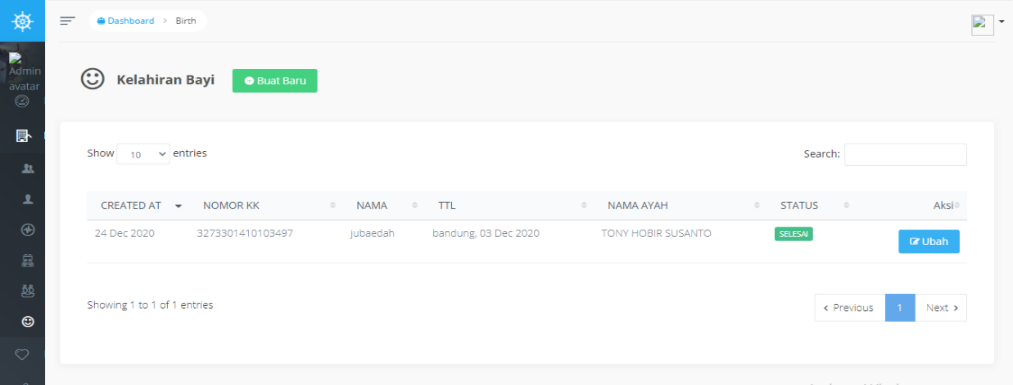 Dashboard > Birth
Admin
avatar
Kelahiran Bayi
Buat Baru
Show 10 entries
Search:
CREATED AT NOMOR KK NAMA TTL NAMA AYAH STATUS Aksi
24 Dec 2020 3273301410103497 jubaedah bandung, 03 Dec 2020 TONY HOBIR SUSANTO SELESAI Ubah
Showing 1 to 1 of 1 entries
‹ Previous 1 Next ›